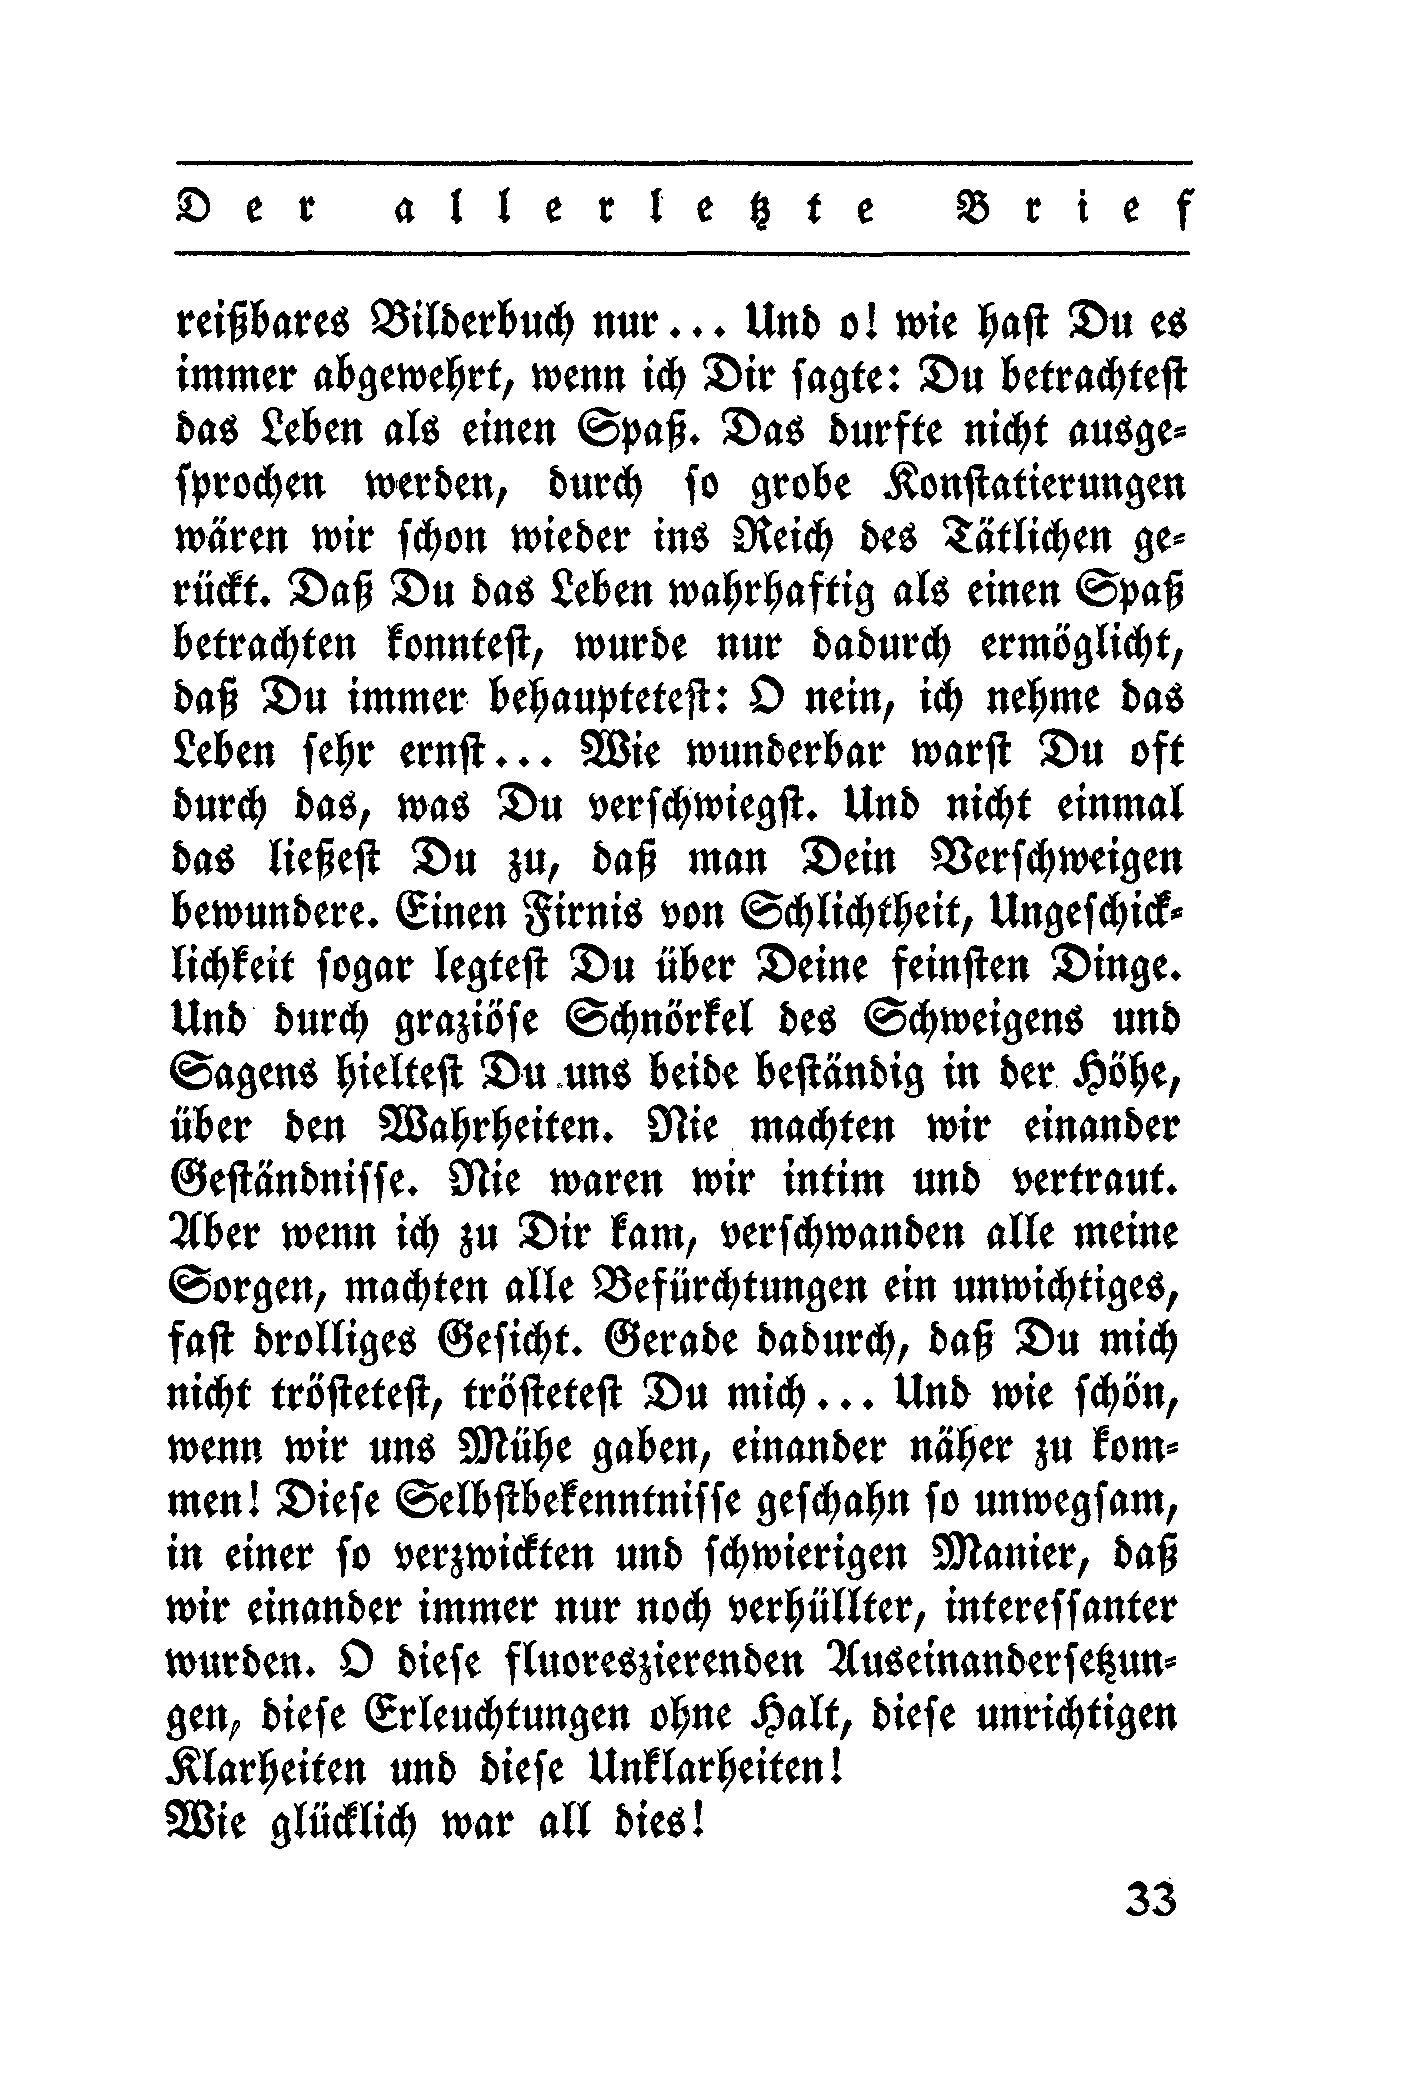 Der allerletzte Brief
reißbares Bilderbuch nur... Und o! wie hast Du es
immer abgewehrt, wenn ich Dir sagte: Du betrachtest
das Leben als einen Spaß. Das durfte nicht ausge-
sprochen werden, durch so grobe Konstatierungen
wären wir schon wieder ins Reich des Tätlichen ge-
rückt. Daß Du das Leben wahrhaftig als einen Spaß
betrachten konntest, wurde nur dadurch ermöglicht,
daß Du immer behauptetest: O nein, ich nehme das
Leben sehr ernst... Wie wunderbar warst Du oft
durch das, was Du verschwiegst. Und nicht einmal
das ließest Du zu, daß man Dein Verschweigen
bewundere. Einen Firnis von Schlichtheit, Ungeschick-
lichkeit sogar legtest Du über Deine feinsten Dinge.
Und durch graziöse Schnörkel des Schweigens und
Sagens hieltest Du uns beide beständig in der Höhe,
über den Wahrheiten. Nie machten wir einander
Geständnisse. Nie waren wir intim und vertraut.
Aber wenn ich zu Dir kam, verschwanden alle meine
Sorgen, machten alle Befürchtungen ein unwichtiges,
fast drolliges Gesicht. Gerade dadurch, daß Du mich
nicht tröstetest, tröstetest Du mich... Und wie schön,
wenn wir uns Mühe gaben, einander näher zu kom-
men! Diese Selbstbekenntnisse geschahn so unwegsam,
in einer so verzwickten und schwierigen Manier, daß
wir einander immer nur noch verhüllter, interessanter
wurden. O diese fluoreszierenden Auseinandersetzun-
gen, diese Erleuchtungen ohne Halt, diese unrichtigen
Klarheiten und diese Unklarheiten!
Wie glücklich war all dies!
33